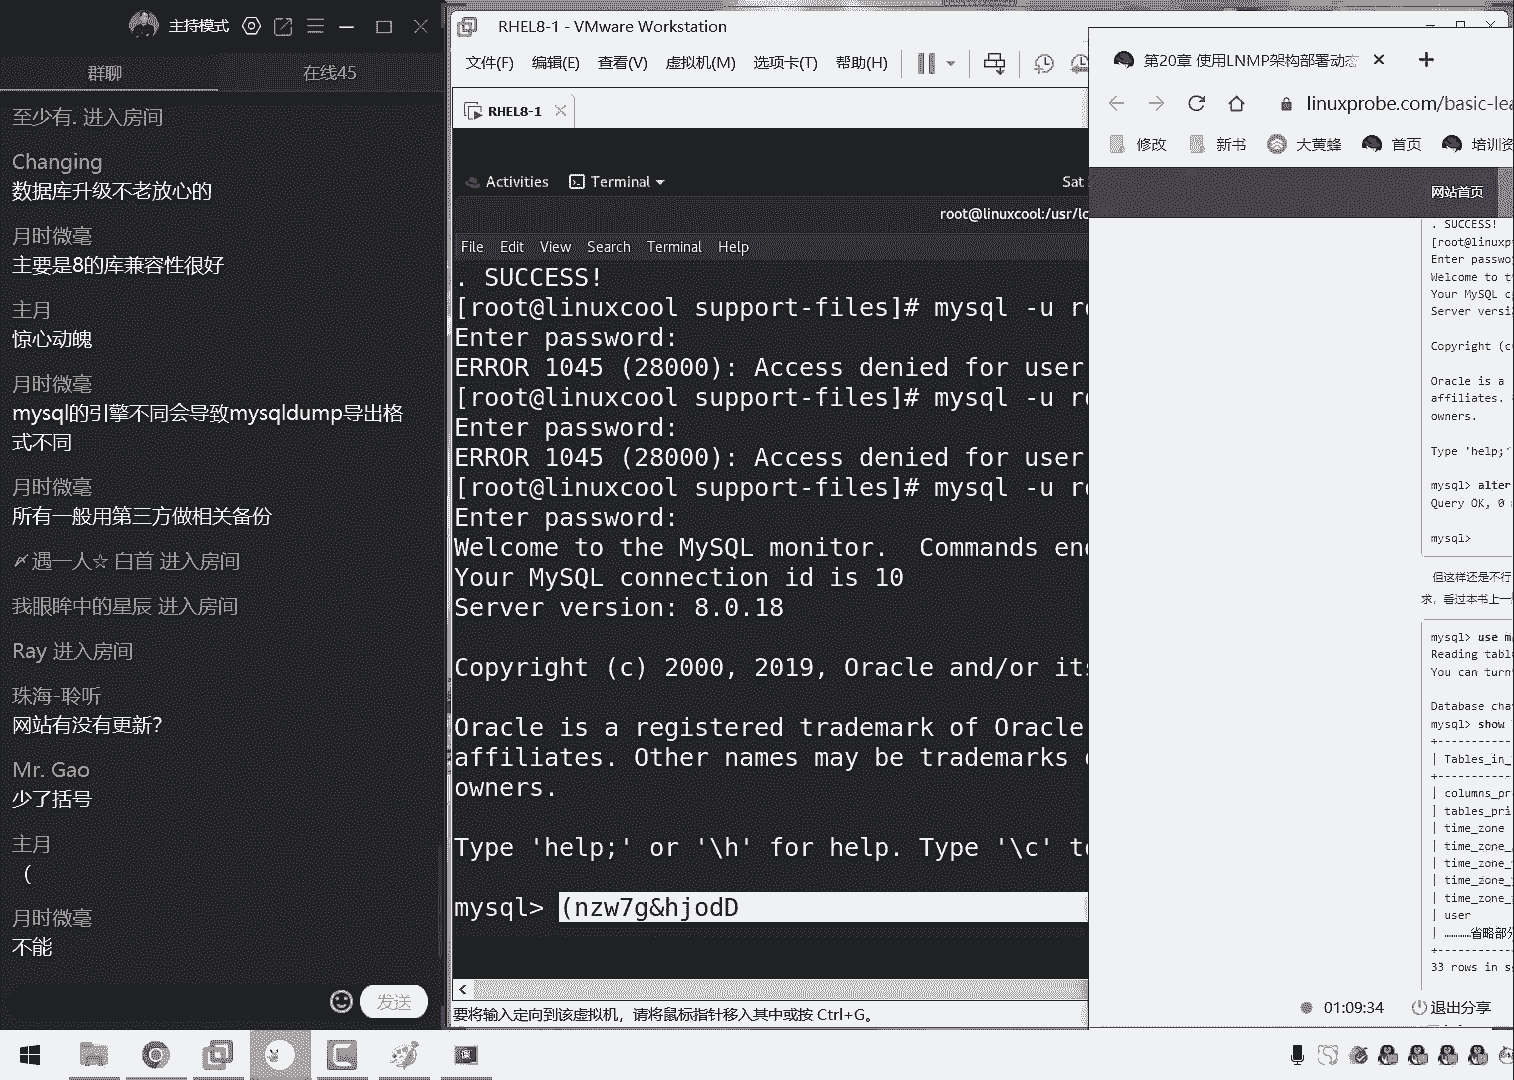 主持模式
群聊
在线45
至少有. 进入房间
Changing
数据库升级不老放心的
月时微毫
主要是8的库兼容性很好
主月
惊心动魄
月时微毫
mysql的引擎不同会导致mysqldump导出格
式不同
月时微毫
所有一般用第三方做相关备份
遇一人☆ 白首 进入房间
我眼眸中的星辰 进入房间
Ray 进入房间
珠海-聆听
网站有没有更新?
Mr. Gao
少了括号
主月
（
月时微毫
不能
发送
RHEL8-1 - VMware Workstation
文件(F) 编辑(E) 查看(V) 虚拟机(M) 选项卡(T) 帮助(H)
RHEL8-1
Activities Terminal Sat
root@linuxcool:/usr/lo
File Edit View Search Terminal Help
. SUCCESS!
[root@linuxcool support-files]# mysql -u ro
Enter password:
ERROR 1045 (28000): Access denied for user
[root@linuxcool support-files]# mysql -u ro
Enter password:
ERROR 1045 (28000): Access denied for user
[root@linuxcool support-files]# mysql -u ro
Enter password:
Welcome to the MySQL monitor.  Commands en
Your MySQL connection id is 10
Server version: 8.0.18
Copyright (c) 2000, 2019, Oracle and/or its
Oracle is a registered trademark of Oracle
affiliates. Other names may be trademarks
owners.
Type 'help;' or '\h' for help. Type '\c' to
mysql> (nzw7g&hjodD
要将输入定向到该虚拟机，请将鼠标指针移入其中或按 Ctrl+G。
第20章 使用LNMP架构部署动态
linuxprobe.com/basic-lea
修改 新书 大黄蜂 首页 培训资
网站首页
. SUCCESS!
[root@linuxp
Enter passwo
Welcome to t
Your MySQL c
Server versi
Copyright (c
Oracle is a
affiliates.
owners.
Type 'help;'
mysql> alter
Query OK, 0
mysql>
但这样还是不行
求，看过本书上一
mysql> use m
Reading tabl
You can turn
Database cha
mysql> show
+-----------
| Tables_in_
+-----------
| columns_pr
| tables_pri
| time_zone
| time_zone_
| time_zone_
| time_zone_
| time_zone_
| user
| …………省略部分
+-----------
33 rows in s
01:09:34 退出分享